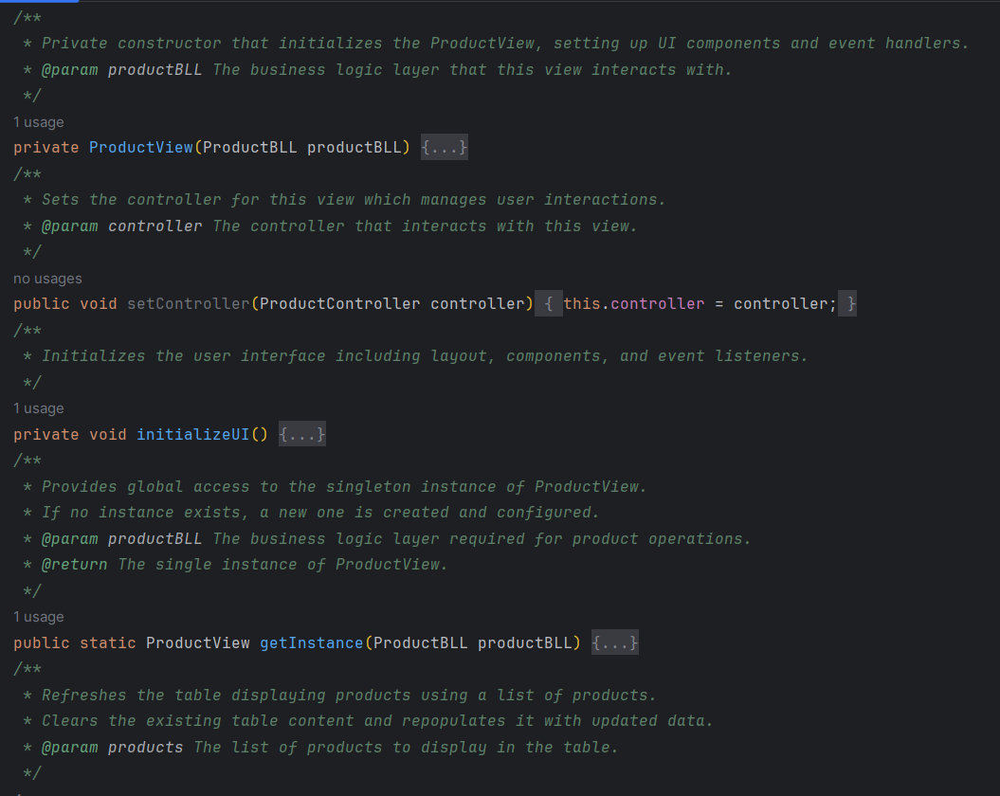 /**
 * Private constructor that initializes the ProductView, setting up UI components and event handlers.
 * @param productBLL The business logic layer that this view interacts with.
 */
1 usage
private ProductView(ProductBLL productBLL) {...}
/**
 * Sets the controller for this view which manages user interactions.
 * @param controller The controller that interacts with this view.
 */
no usages
public void setController(ProductController controller) { this.controller = controller; }
/**
 * Initializes the user interface including layout, components, and event listeners.
 */
1 usage
private void initializeUI() {...}
/**
 * Provides global access to the singleton instance of ProductView.
 * If no instance exists, a new one is created and configured.
 * @param productBLL The business logic layer required for product operations.
 * @return The single instance of ProductView.
 */
1 usage
public static ProductView getInstance(ProductBLL productBLL) {...}
/**
 * Refreshes the table displaying products using a list of products.
 * Clears the existing table content and repopulates it with updated data.
 * @param products The list of products to display in the table.
 */